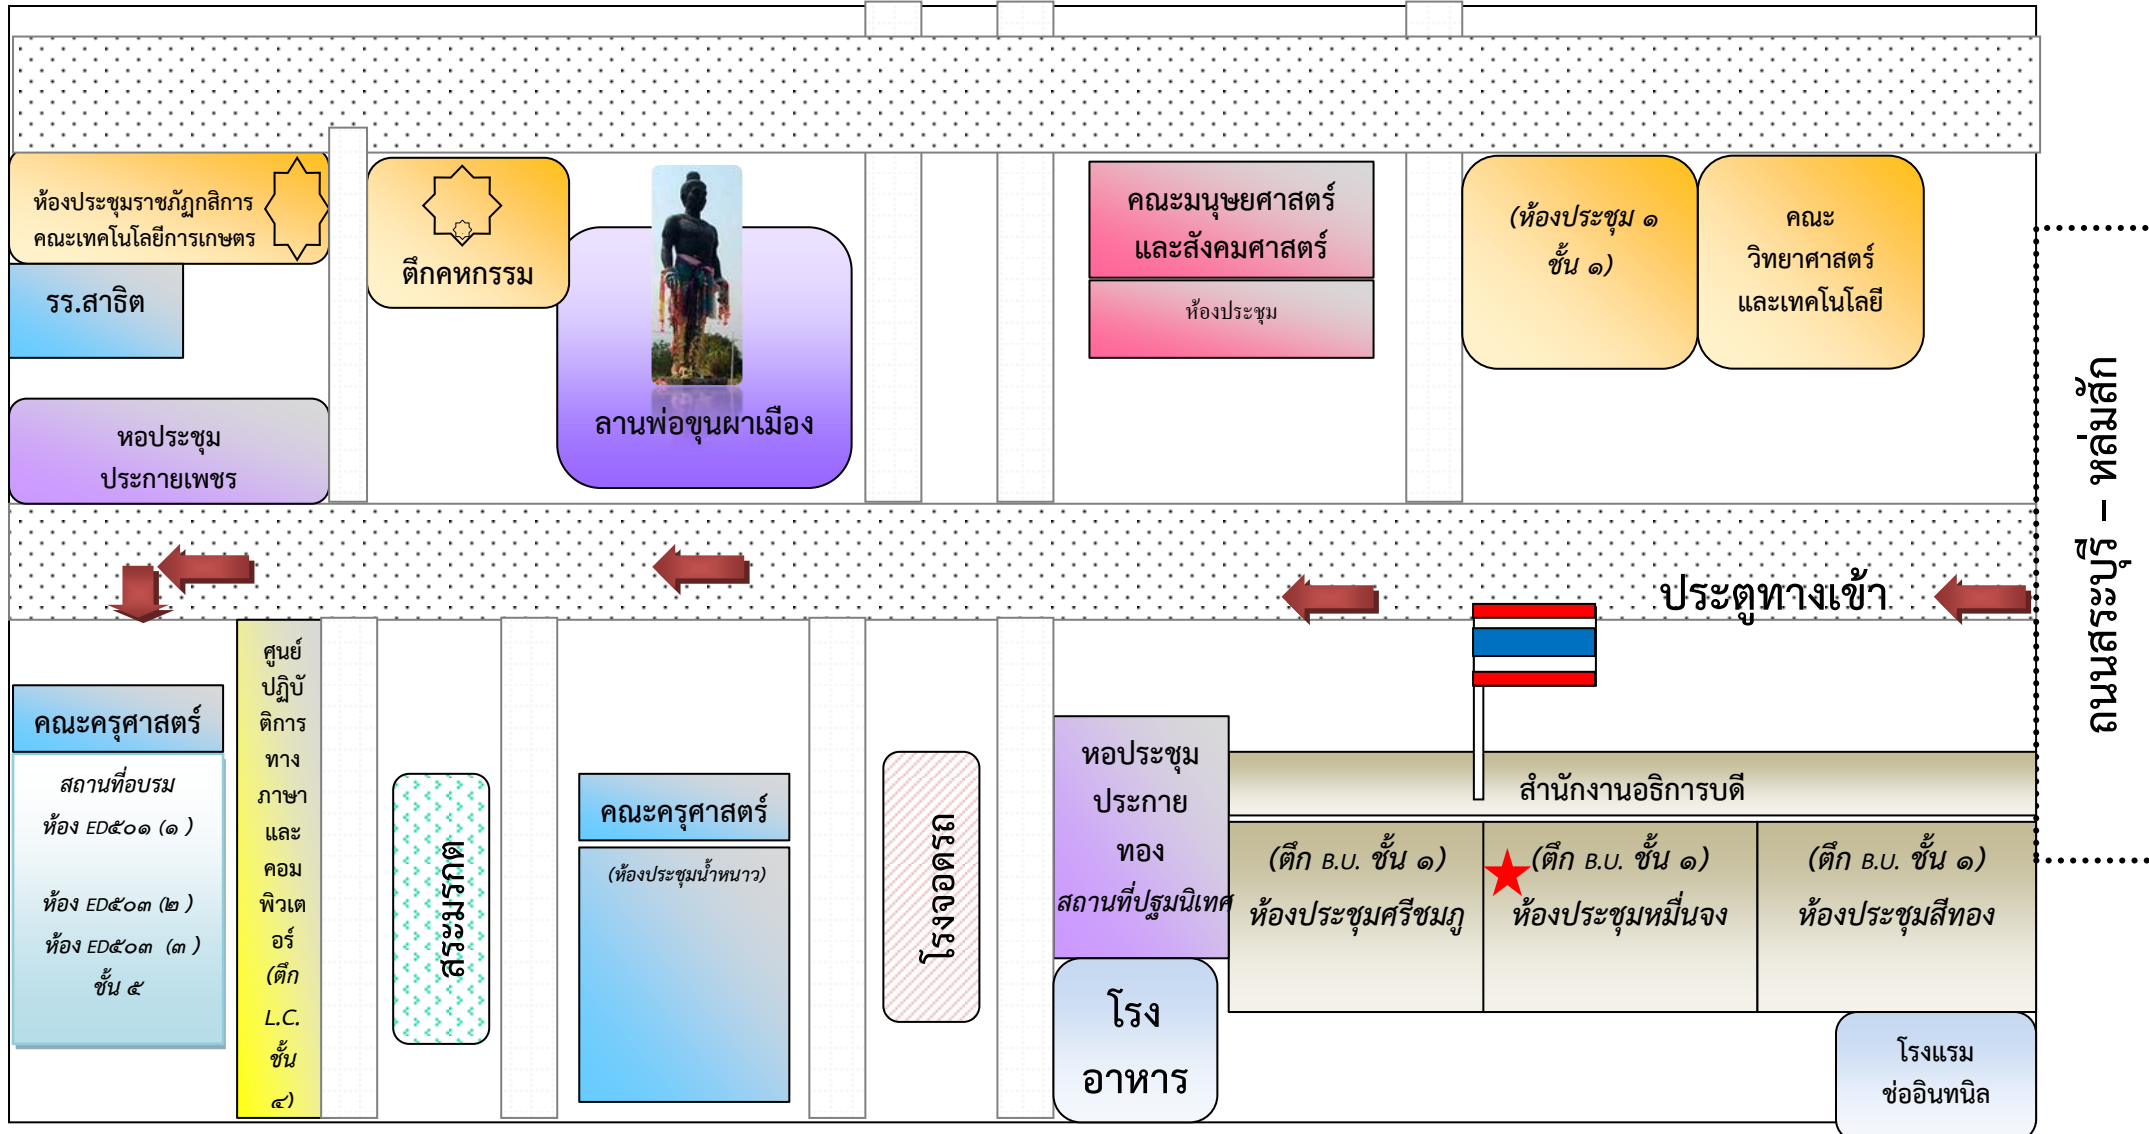 ห้องประชุมราชภัฏกสิการ
คณะเทคโนโลยีการเกษตร
รร.สาธิต
หอประชุม
ประกายเพชร
ตึกคหกรรม
ลานพ่อขุนผาเมือง
คณะมนุษยศาสตร์
และสังคมศาสตร์
ห้องประชุม
(ห้องประชุม ๑
ชั้น ๑)
คณะ
วิทยาศาสตร์
และเทคโนโลยี
ถนนสระบุรี – หล่มสัก
ประตูทางเข้า
คณะครุศาสตร์
สถานที่อบรม
ห้อง ED๕๐๑ (๑ )
ห้อง ED๕๐๓ (๒ )
ห้อง ED๕๐๓ (๓ )
ชั้น ๕
ศูนย์
ปฏิบั
ติการ
ทาง
ภาษา
และ
คอม
พิวเต
อร์
(ตึก
L.C.
ชั้น
๔)
สระมรกต
คณะครุศาสตร์
(ห้องประชุมน้ำหนาว)
โรงจอดรถ
หอประชุม
ประกาย
ทอง
สถานที่ปฐมนิเทศ
โรง
อาหาร
สำนักงานอธิการบดี
(ตึก B.U. ชั้น ๑)
ห้องประชุมศรีชมภู
(ตึก B.U. ชั้น ๑)
ห้องประชุมหมื่นจง
(ตึก B.U. ชั้น ๑)
ห้องประชุมสีทอง
โรงแรม
ช่ออินทนิล